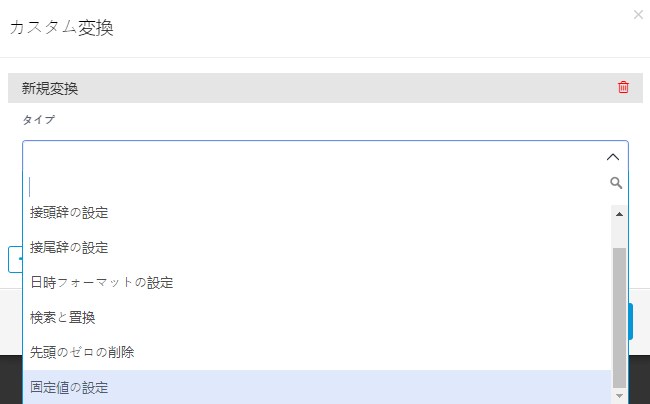 カスタム変換
新規変換
タイプ
接頭辞の設定
接尾辞の設定
日時フォーマットの設定
検索と置換
先頭のゼロの削除
固定値の設定